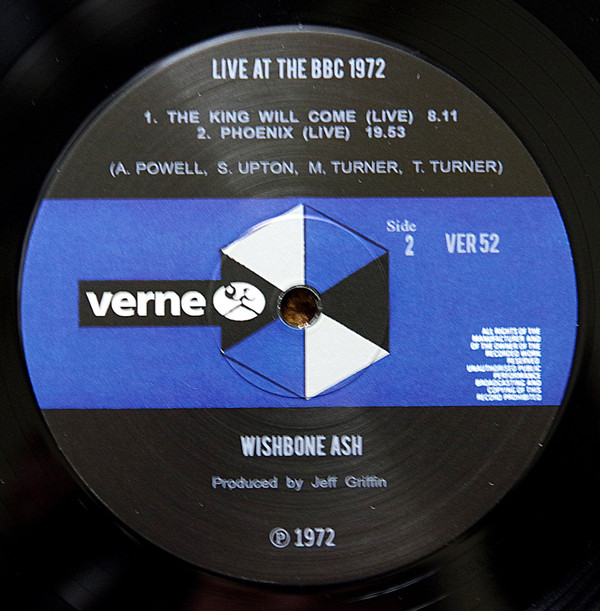 LIVE AT THE BBC 1972
1. THE KING WILL COME (LIVE) 8.11
2. PHOENIX (LIVE) 19.53
(A. POWELL, S. UPTON, M. TURNER, T. TURNER)
Side
2
VER 52
verne
ALL RIGHTS OF THE
MANUFACTURER AND
OF THE OWNER OF THE
RECORDED WORK
RESERVED.
UNAUTHORISED PUBLIC
PERFORMANCE
BROADCASTING AND
COPYING OF THIS
RECORD PROHIBITED
WISHBONE ASH
Produced by Jeff Griffin
℗ 1972